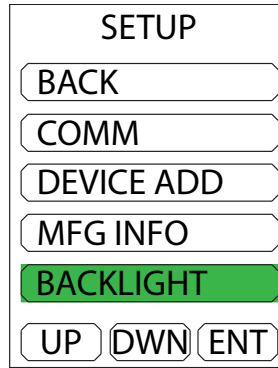 SETUP
BACK
COMM
DEVICE ADD
MFG INFO
BACKLIGHT
UP DWN ENT